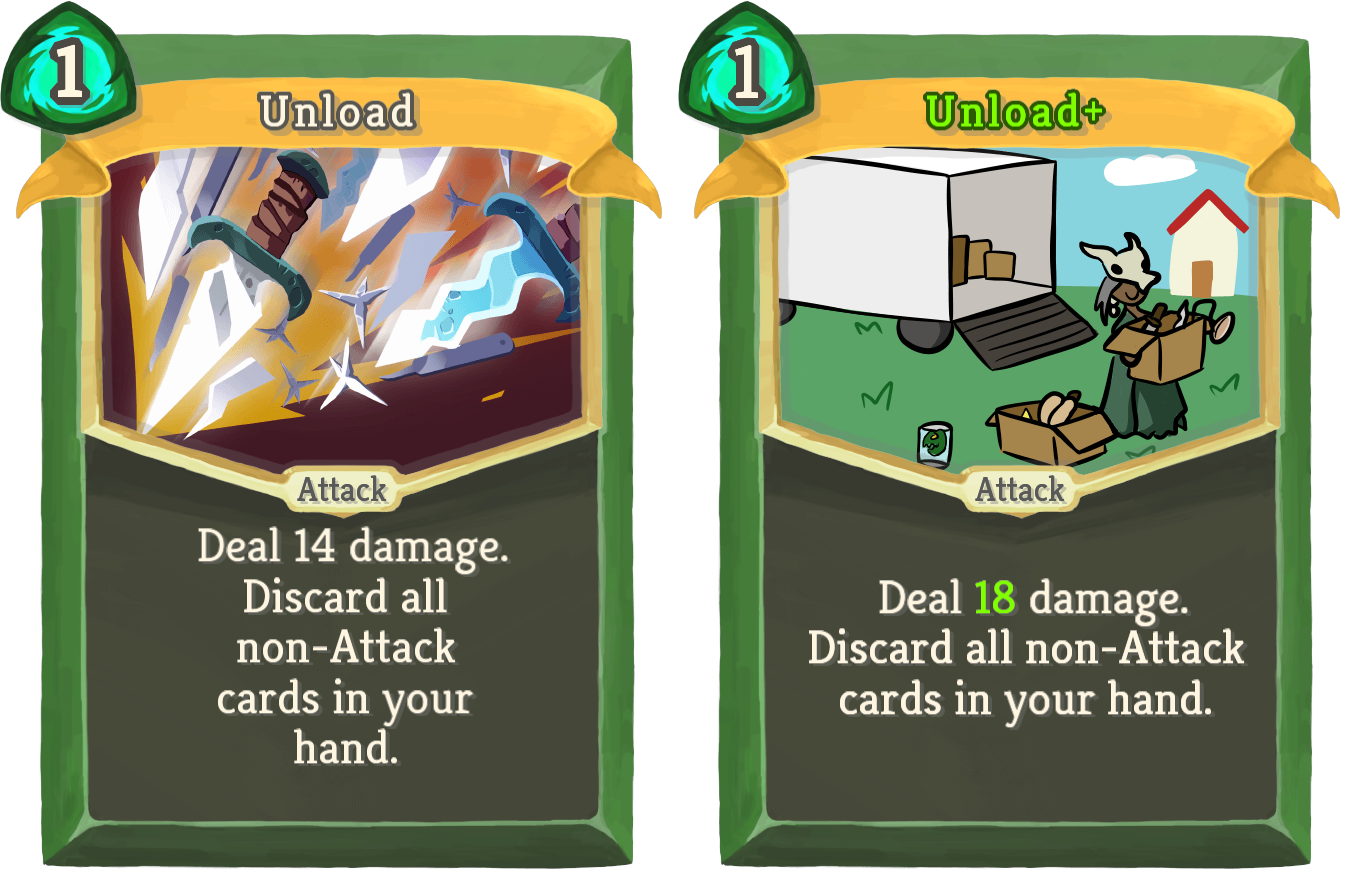 1
Unload
Attack
Deal 14 damage.
Discard all
non-Attack
cards in your
hand.
1
Unload+
Attack
Deal 18 damage.
Discard all non-Attack
cards in your hand.